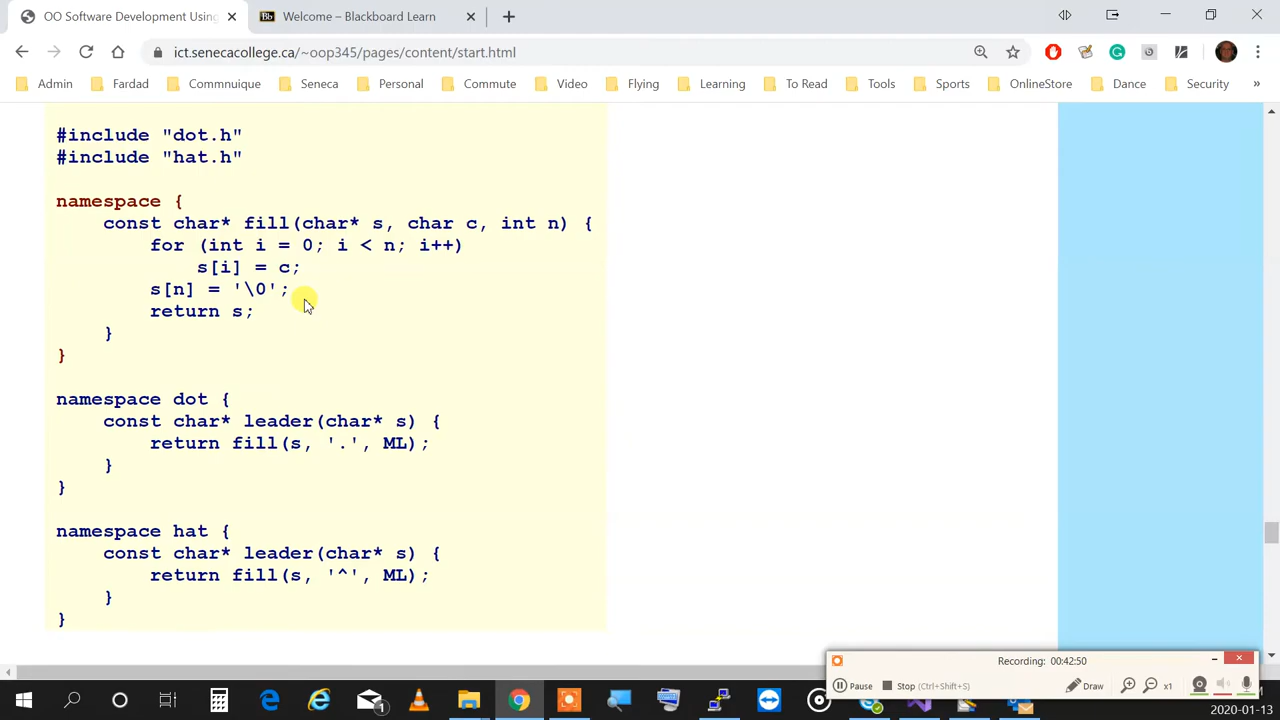 OO Software Development Using
Welcome – Blackboard Learn
ict.senecacollege.ca/~oop345/pages/content/start.html
Admin Fardad Commnuique Seneca Personal Commute Video Flying Learning To Read Tools Sports OnlineStore Dance Security »
#include "dot.h"
#include "hat.h"
namespace {
const char* fill(char* s, char c, int n) {
for (int i = 0; i < n; i++)
s[i] = c;
s[n] = '\0';
return s;
}
}
namespace dot {
const char* leader(char* s) {
return fill(s, '.', ML);
}
}
namespace hat {
const char* leader(char* s) {
return fill(s, '^', ML);
}
}
Recording: 00:42:50
Pause Stop (Ctrl+Shift+S) Draw x1
2020-01-13